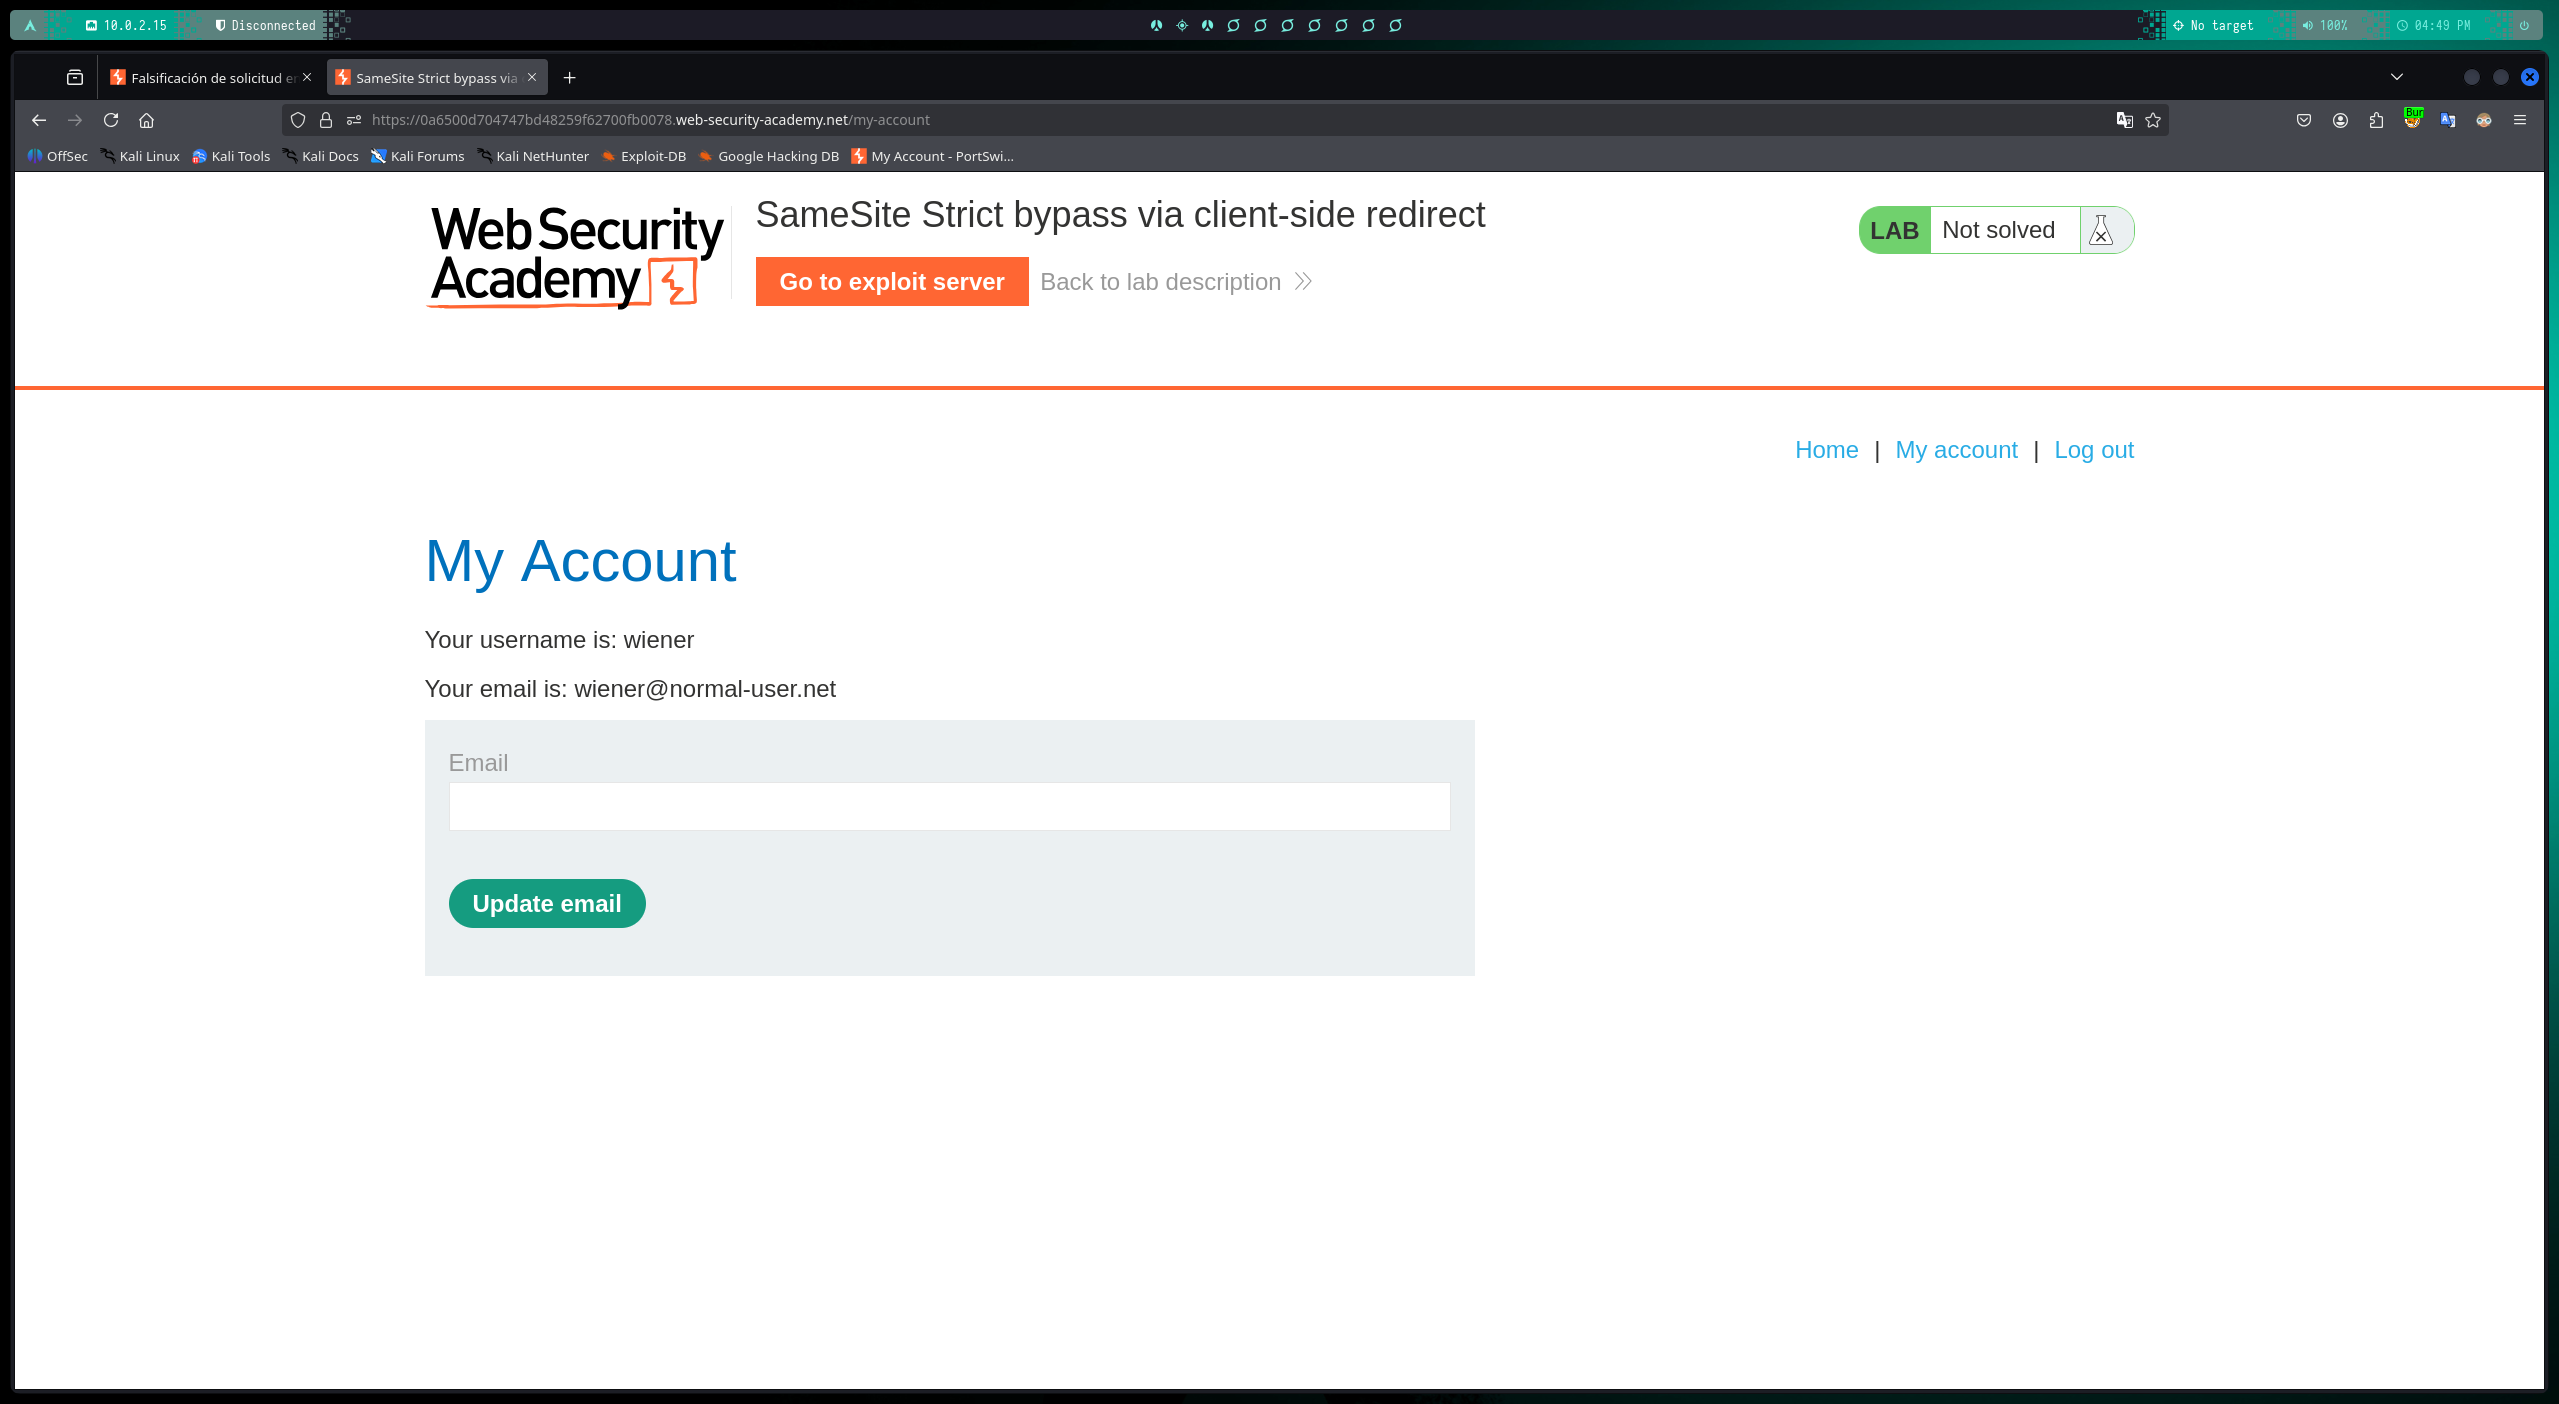 10.0.2.15 Disconnected No target 100% 04:49 PM
Falsificación de solicitud en SameSite Strict bypass via
https://0a6500d704747bd48259f62700fb0078.web-security-academy.net/my-account
Bur
OffSec Kali Linux Kali Tools Kali Docs Kali Forums Kali NetHunter Exploit-DB Google Hacking DB My Account - PortSwi...
Web Security
Academy
SameSite Strict bypass via client-side redirect
LAB Not solved
Go to exploit server Back to lab description
Home | My account | Log out
My Account
Your username is: wiener
Your email is: wiener@normal-user.net
Email
Update email